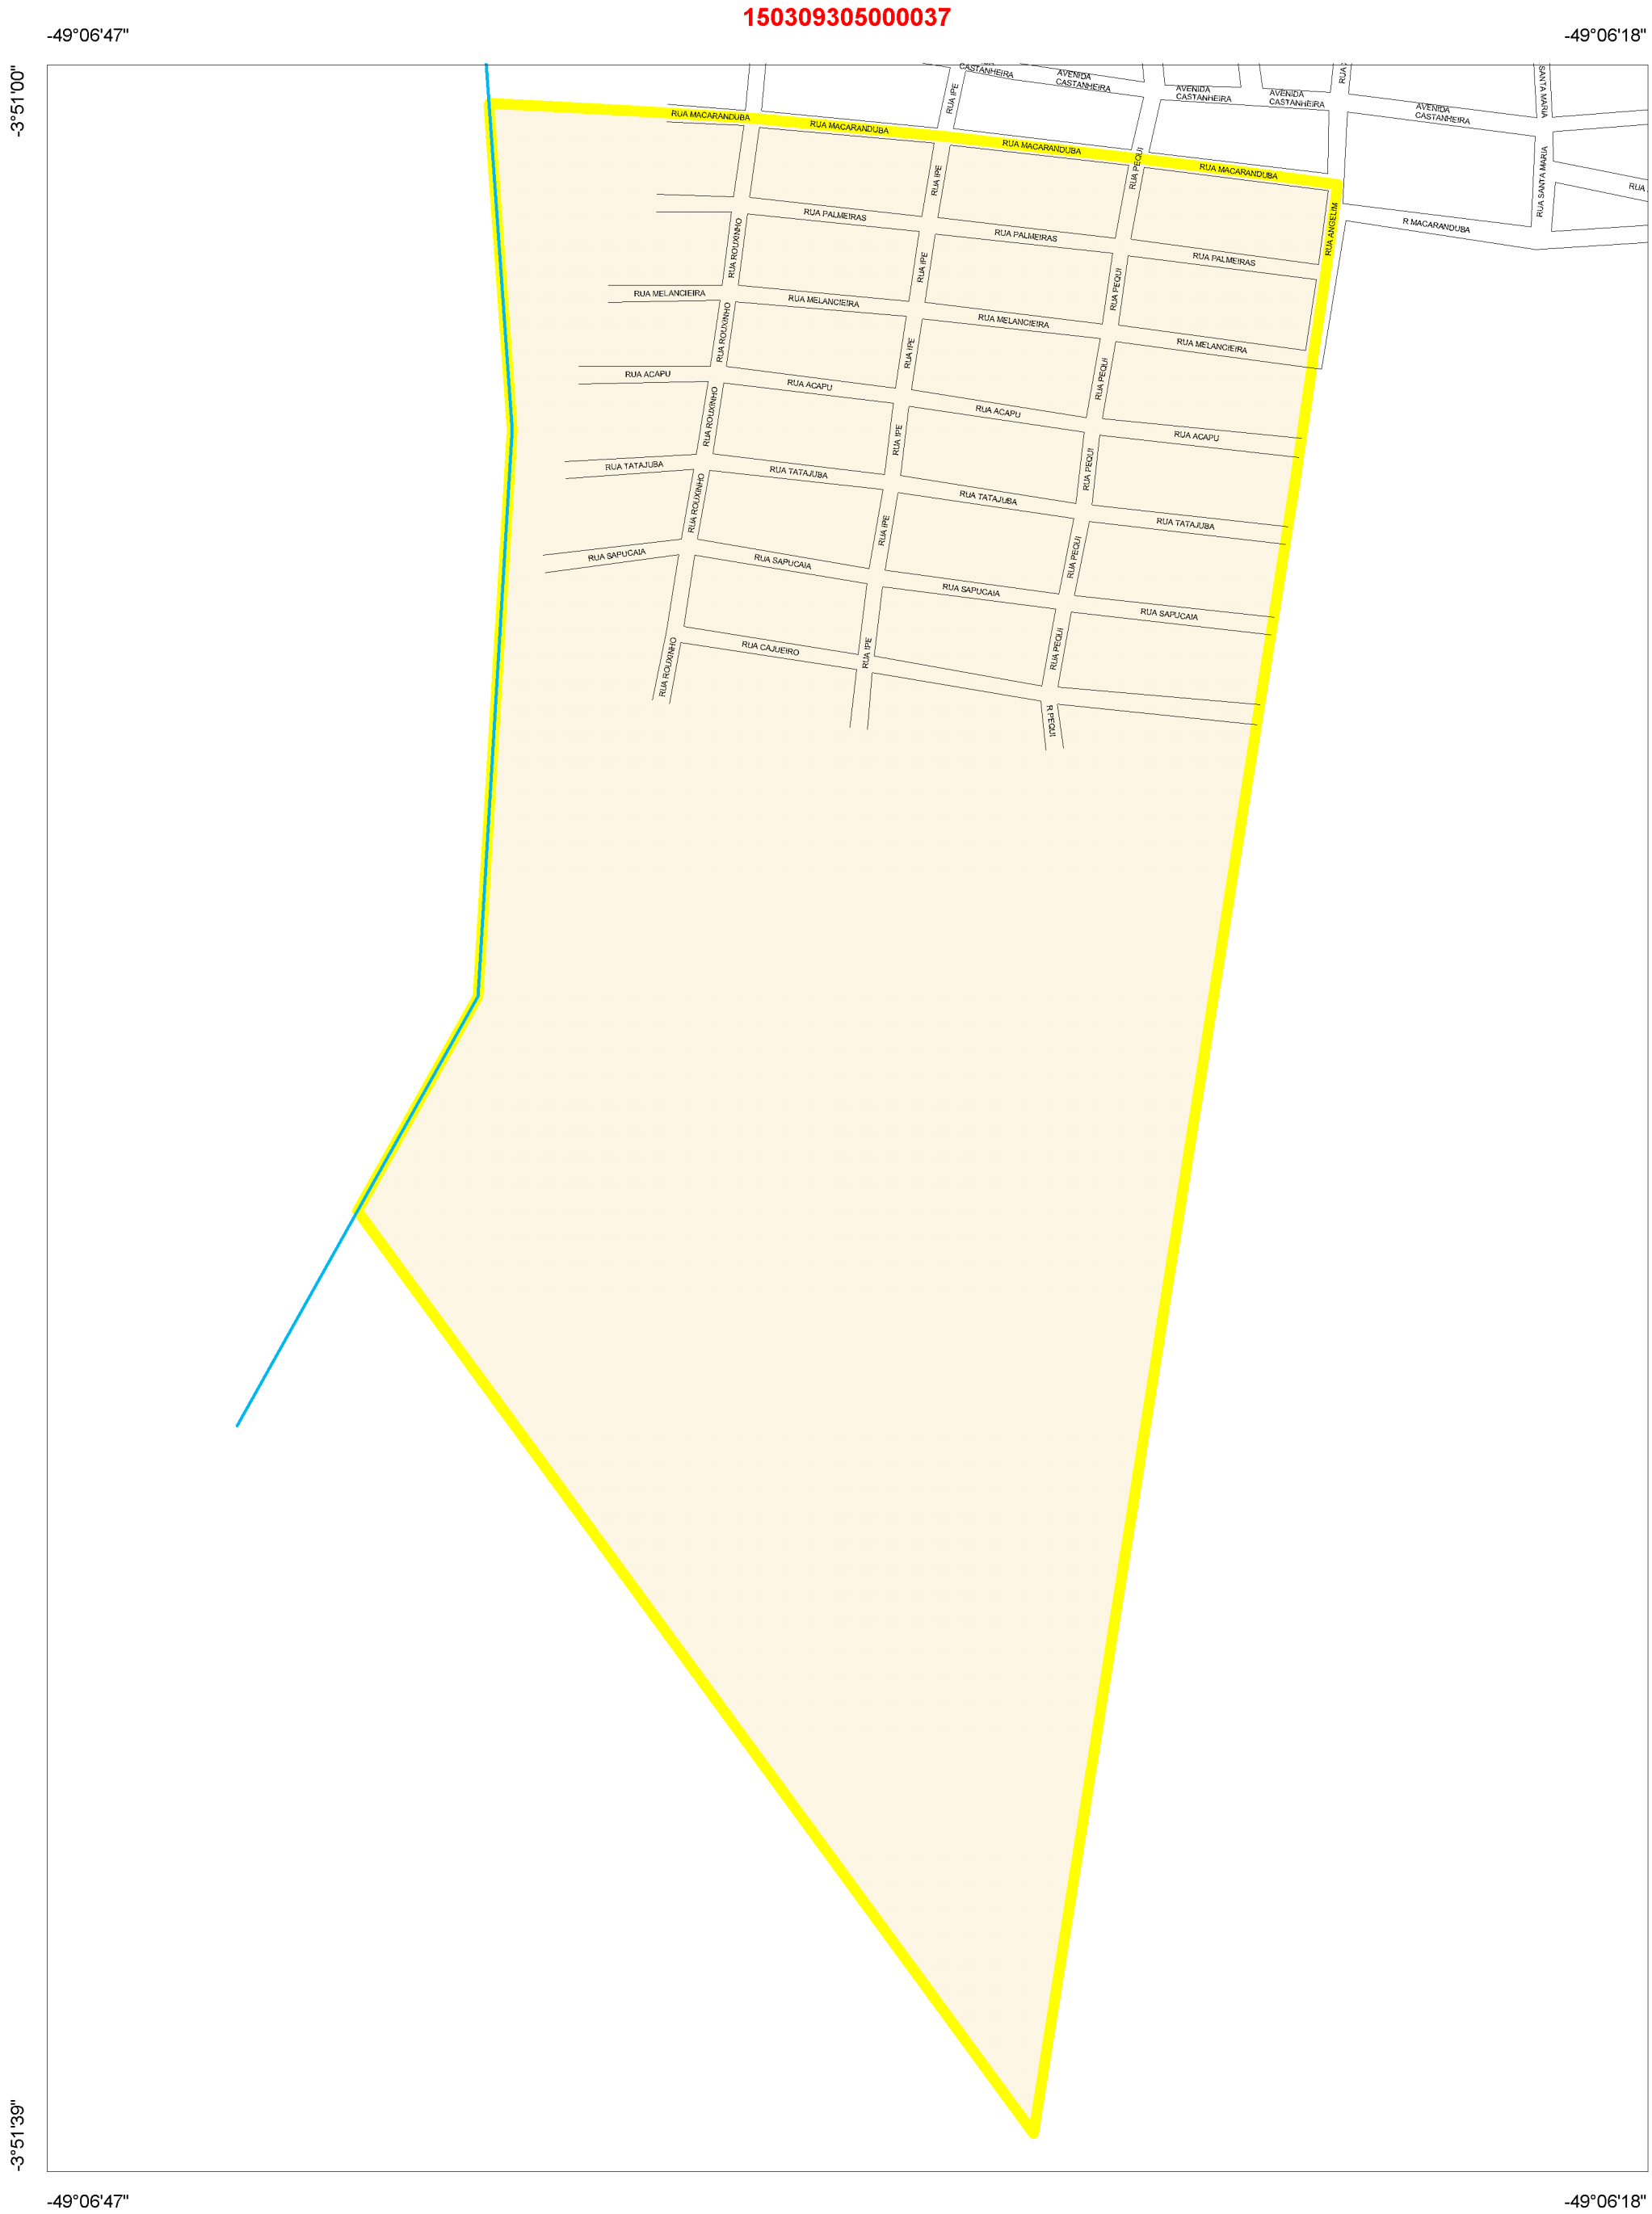 150309305000037
-49°06'47"
-49°06'18"
-3°51'00"
CASTANHEIRA
AVENIDA
CASTANHEIRA
AVENIDA
CASTANHEIRA
AVENIDA
CASTANHEIRA
AVENIDA
CASTANHEIRA
RUA IPE
SANTA MARIA
RUA MACARANDUBA
RUA MACARANDUBA
RUA MACARANDUBA
RUA MACARANDUBA
RUA PEQUI
RUA IPE
RUA SANTA MARIA
RUA
RUA ANGELIM
R MACARANDUBA
RUA PALMEIRAS
RUA PALMEIRAS
RUA PALMEIRAS
RUA ROUXINHO
RUA IPE
RUA PEQUI
RUA MELANCIEIRA
RUA MELANCIEIRA
RUA MELANCIEIRA
RUA MELANCIEIRA
RUA ROUXINHO
RUA IPE
RUA PEQUI
RUA ACAPU
RUA ACAPU
RUA ACAPU
RUA ACAPU
RUA ROUXINHO
RUA IPE
RUA PEQUI
RUA TATAJUBA
RUA TATAJUBA
RUA TATAJUBA
RUA TATAJUBA
RUA ROUXINHO
RUA IPE
RUA PEQUI
RUA SAPUCAIA
RUA SAPUCAIA
RUA SAPUCAIA
RUA SAPUCAIA
RUA ROUXINHO
RUA CAJUEIRO
RUA IPE
RUA PEQUI
R PEQUI
-3°51'39"
-49°06'47"
-49°06'18"